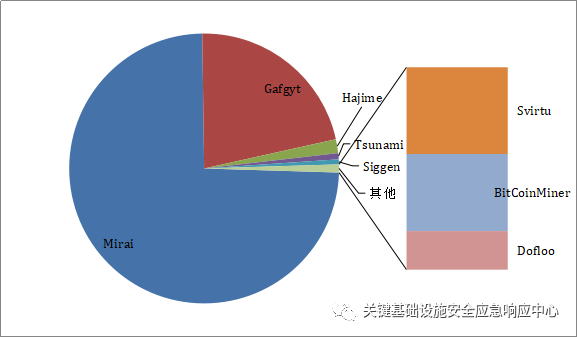 Gafgyt
Hajime
Svirtu
Tsunami
Siggen
其他
BitCoinMiner
Mirai
Dofloo
关键基础设施安全应急响应中心